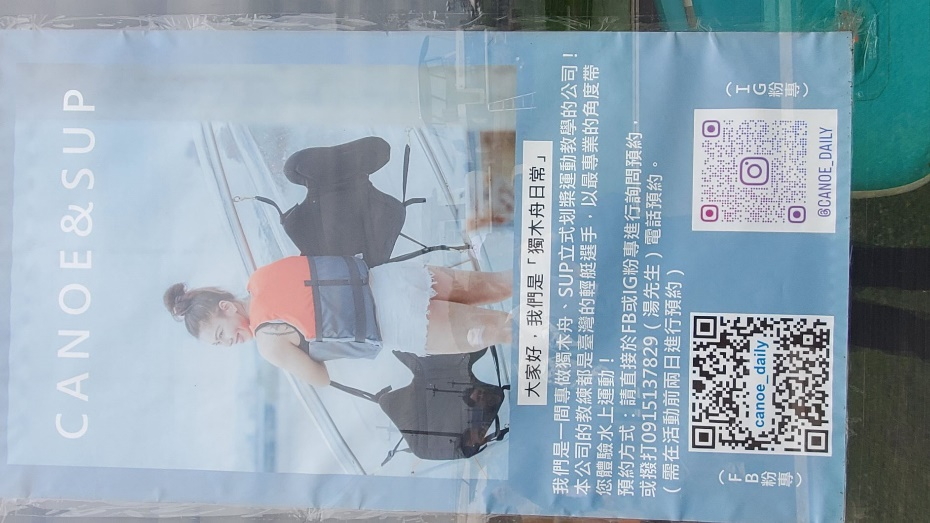 CANOE&SUP
大家好，我們是「獨木舟日常」
我們是一間專做獨木舟、SUP立式划槳運動教學的公司！
本公司的教練都是臺灣的輕艇選手，以最專業的角度帶
您體驗水上運動！
預約方式：請直接於FB或IG粉專進行詢問預約，
或撥打0915137829（湯先生）電話預約。
（需在活動前兩日進行預約）
（FB粉專）
canoe_daily
@CANOE_DAILY
（IG粉專）